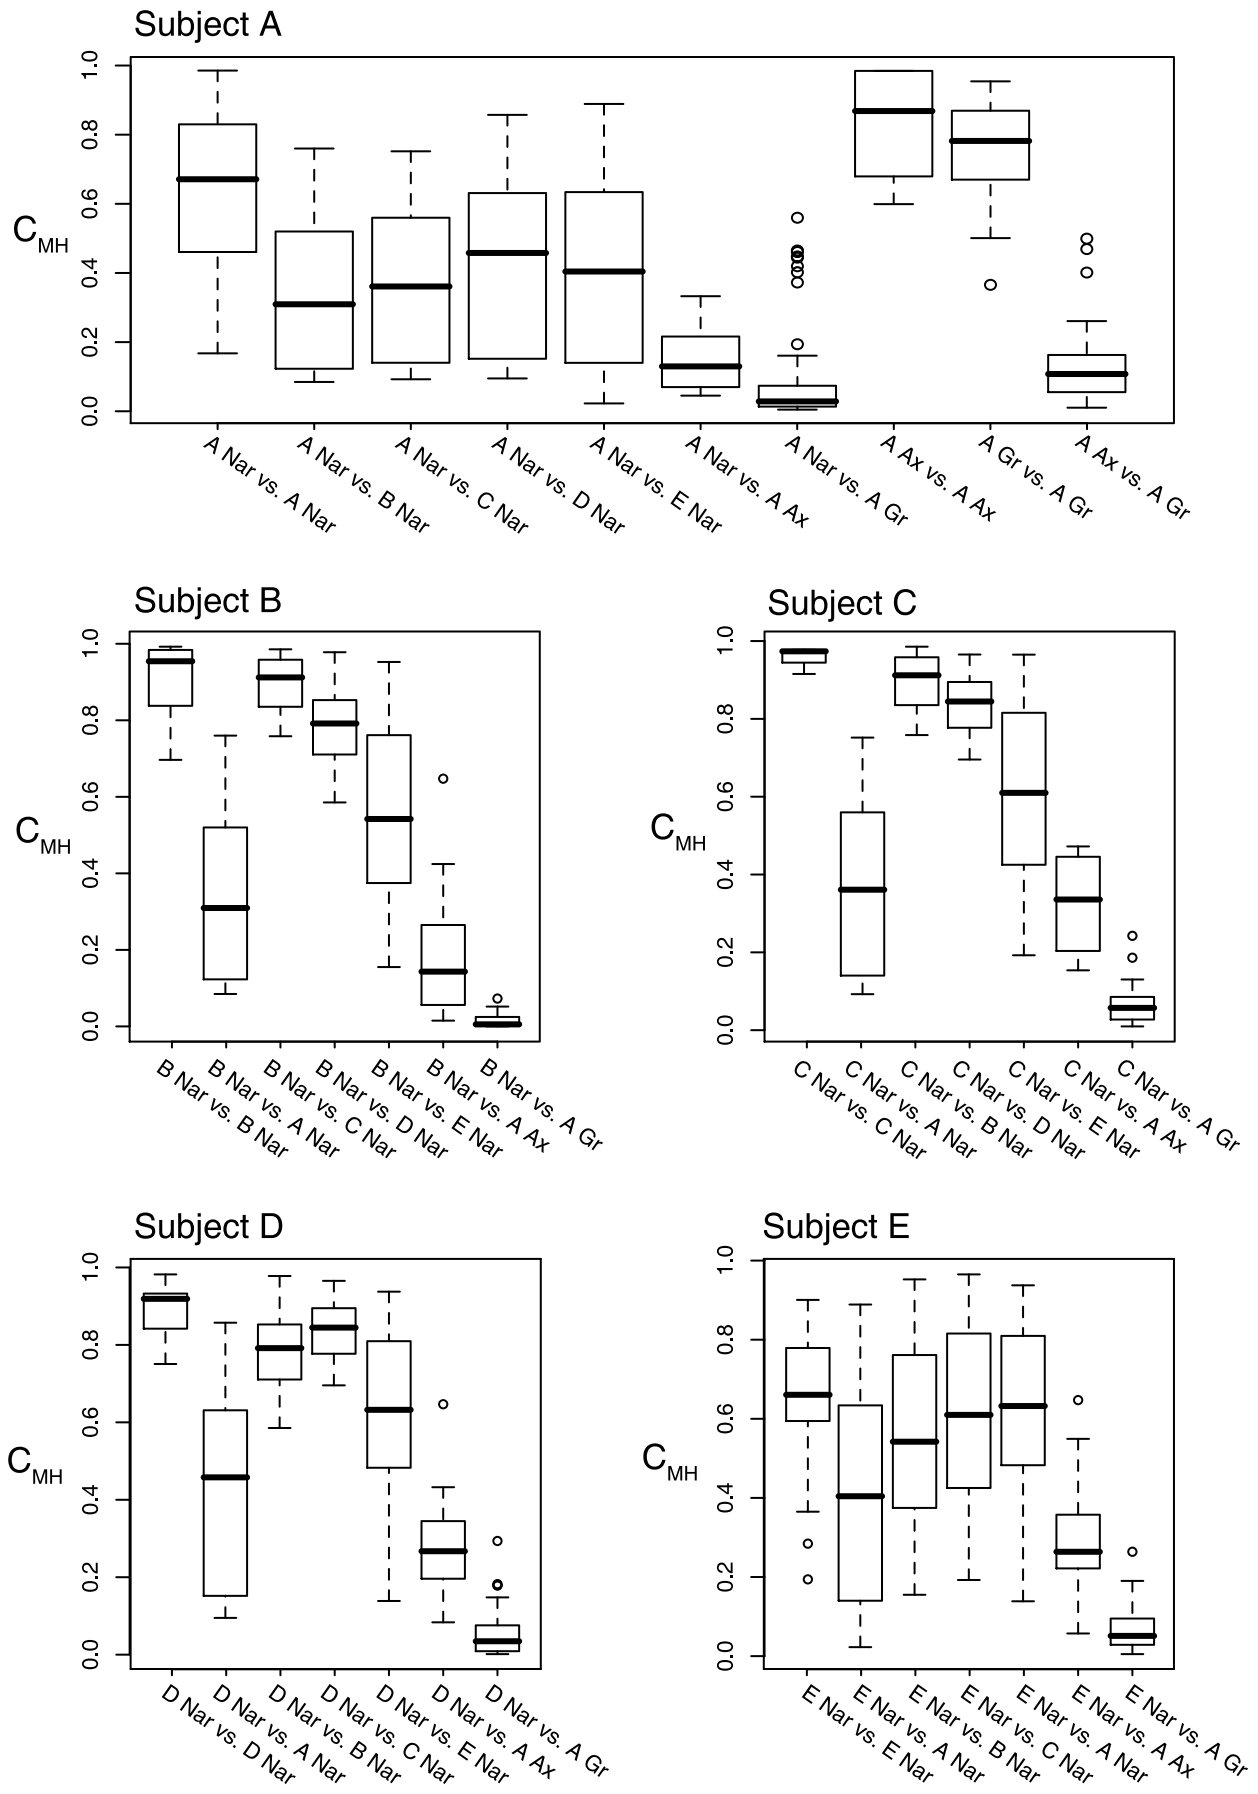 Subject A
1.0
0.8
0.6
0.4
0.2
0.0
CMH
A Nar vs. A Nar
A Nar vs. B Nar
A Nar vs. C Nar
A Nar vs. D Nar
A Nar vs. E Nar
A Nar vs. A Ax
A Nar vs. A Gr
A Ax vs. A Ax
A Gr vs. A Gr
A Ax vs. A Gr
Subject B
1.0
0.8
0.6
0.4
0.2
0.0
CMH
B Nar vs. B Nar
B Nar vs. A Nar
B Nar vs. C Nar
B Nar vs. D Nar
B Nar vs. E Nar
B Nar vs. A Ax
B Nar vs. A Gr
Subject C
1.0
0.8
0.6
0.4
0.2
0.0
CMH
C Nar vs. C Nar
C Nar vs. A Nar
C Nar vs. B Nar
C Nar vs. D Nar
C Nar vs. E Nar
C Nar vs. A Ax
C Nar vs. A Gr
Subject D
1.0
0.8
0.6
0.4
0.2
0.0
CMH
D Nar vs. D Nar
D Nar vs. A Nar
D Nar vs. B Nar
D Nar vs. C Nar
D Nar vs. E Nar
D Nar vs. A Ax
D Nar vs. A Gr
Subject E
1.0
0.8
0.6
0.4
0.2
0.0
CMH
E Nar vs. E Nar
E Nar vs. A Nar
E Nar vs. B Nar
E Nar vs. C Nar
E Nar vs. A Nar
E Nar vs. A Ax
E Nar vs. A Gr